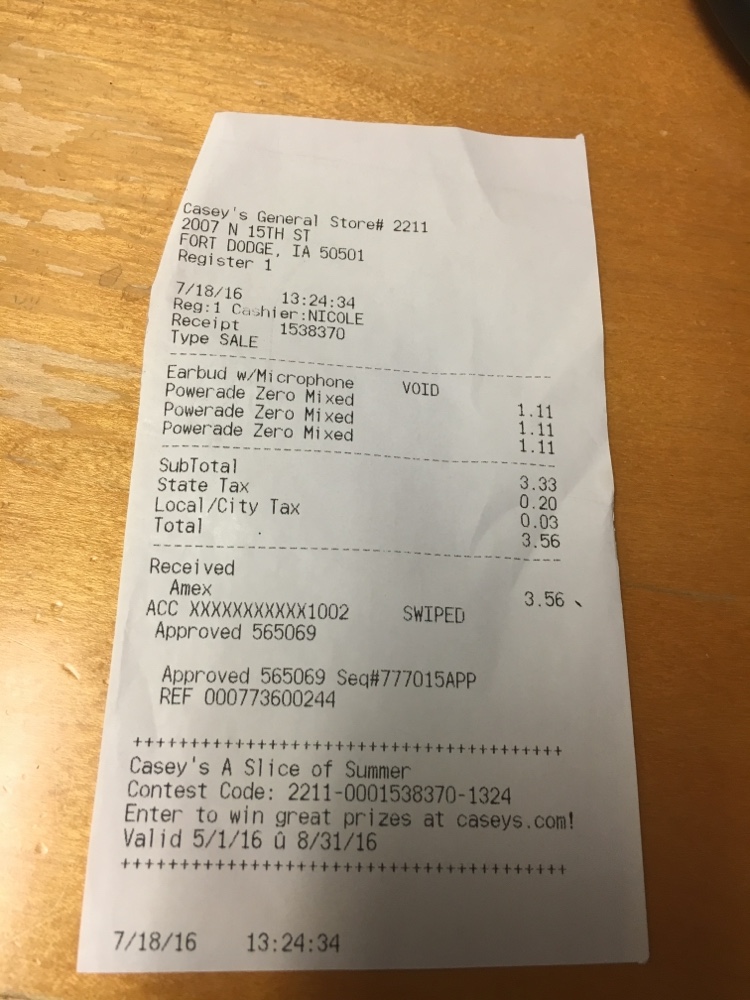 Casey's General Store# 2211
2007 N 15TH ST
FORT DODGE, IA 50501
Register 1
7/18/16 13:24:34
Reg:1 Cashier:NICOLE
Receipt 1538370
Type SALE
--------------------------------------
Earbud w/Microphone VOID
Powerade Zero Mixed 1.11
Powerade Zero Mixed 1.11
Powerade Zero Mixed 1.11
--------------------------------------
SubTotal 3.33
State Tax 0.20
Local/City Tax 0.03
Total 3.56
--------------------------------------
Received
Amex 3.56
ACC XXXXXXXXXXX1002 SWIPED
Approved 565069
Approved 565069 Seq#777015APP
REF 000773600244
++++++++++++++++++++++++++++++++++++++
Casey's A Slice of Summer
Contest Code: 2211-0001538370-1324
Enter to win great prizes at caseys.com!
Valid 5/1/16 û 8/31/16
++++++++++++++++++++++++++++++++++++++
7/18/16 13:24:34